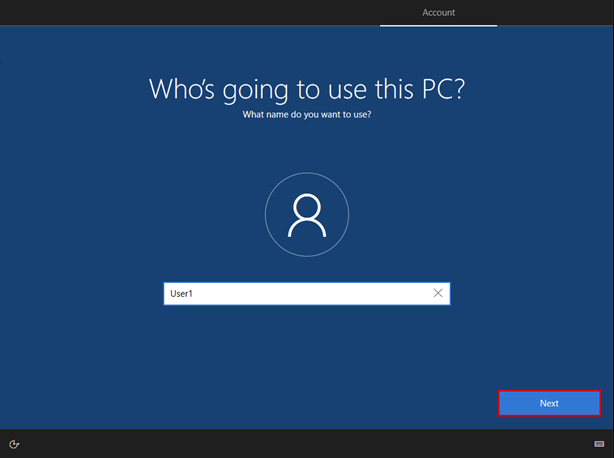 Account
Who's going to use this PC?
What name do you want to use?
User1
Next